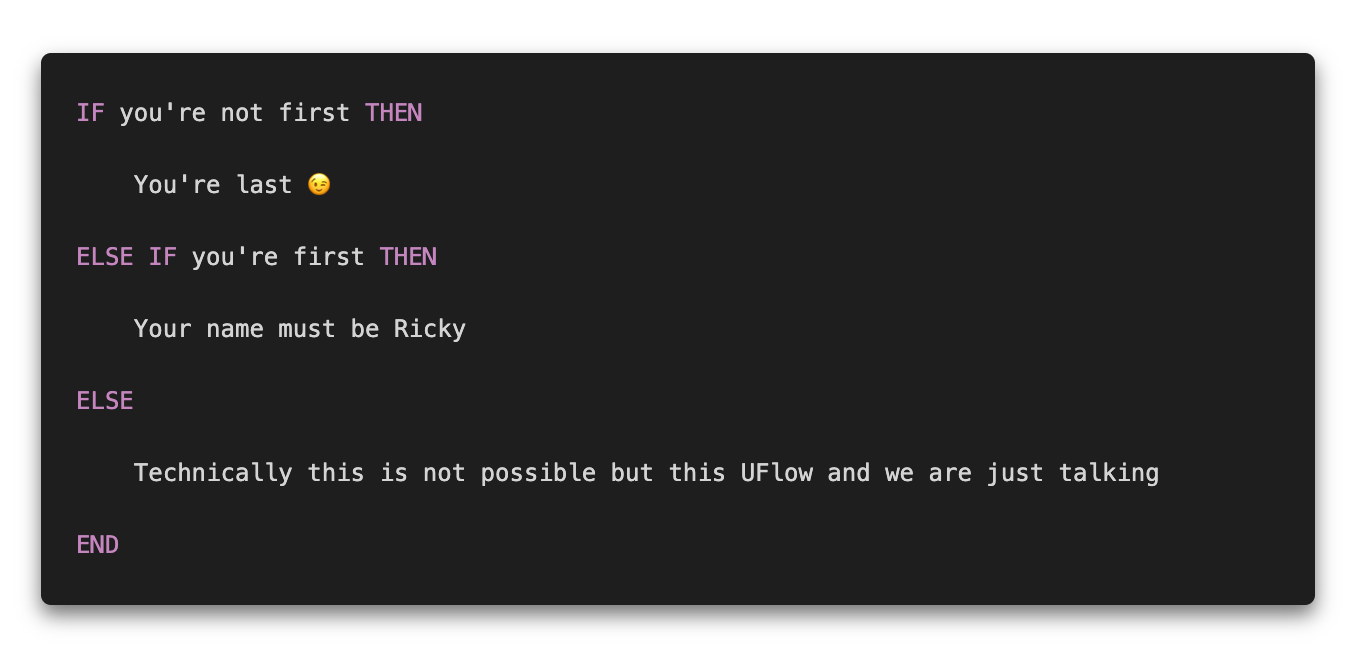 IF you're not first THEN
You're last 😉
ELSE IF you're first THEN
Your name must be Ricky
ELSE
Technically this is not possible but this UFlow and we are just talking
END